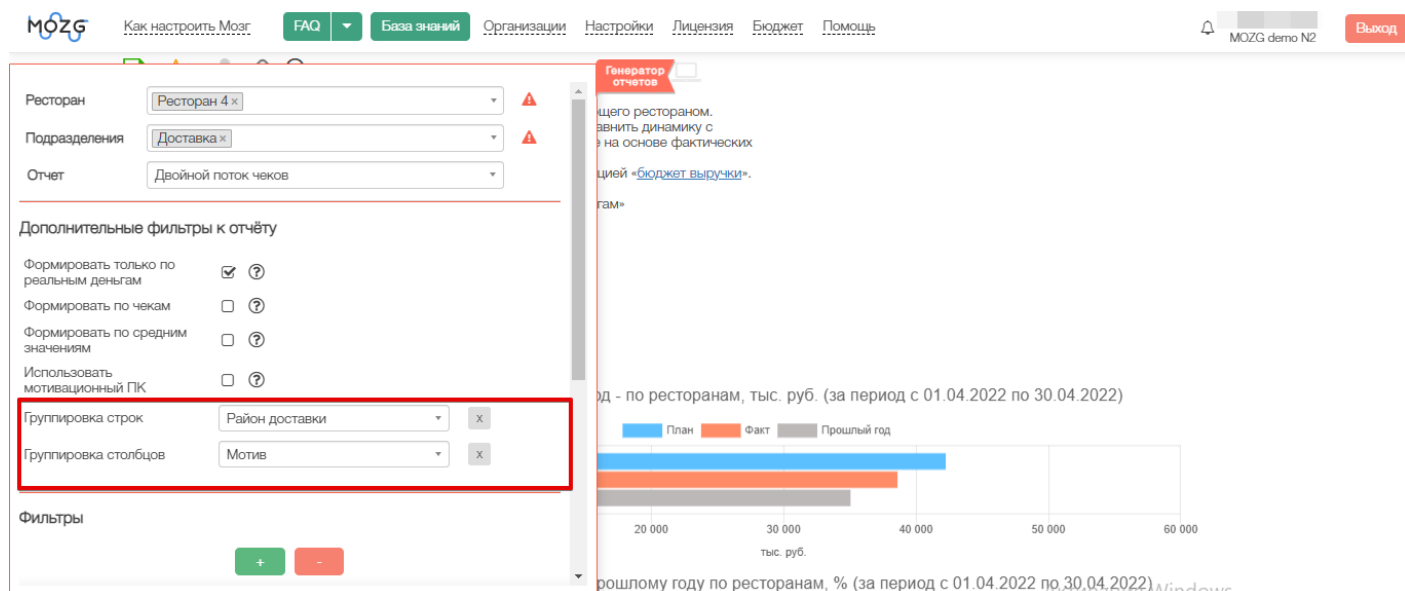 MOZG
Как настроить Мозг
FAQ
База знаний
Организации
Настройки
Лицензия
Бюджет
Помощь
MOZG demo N2
Выход
Генератор
отчетов
Ресторан
Ресторан 4 ×
Подразделения
Доставка ×
Отчет
Двойной поток чеков
Дополнительные фильтры к отчёту
Формировать только по
реальным деньгам
Формировать по чекам
Формировать по средним
значениям
Использовать
мотивационный ПК
Группировка строк
Район доставки
x
Группировка столбцов
Мотив
x
Фильтры
+
-
щего рестораном.
авнить динамику с
на основе фактических
цией «бюджет выручки».
там»
од - по ресторанам, тыс. руб. (за период с 01.04.2022 по 30.04.2022)
План
Факт
Прошлый год
20 000
30 000
40 000
50 000
60 000
тыс. руб.
рошлому году по ресторанам, % (за период с 01.04.2022 по 30.04.2022)
Windows